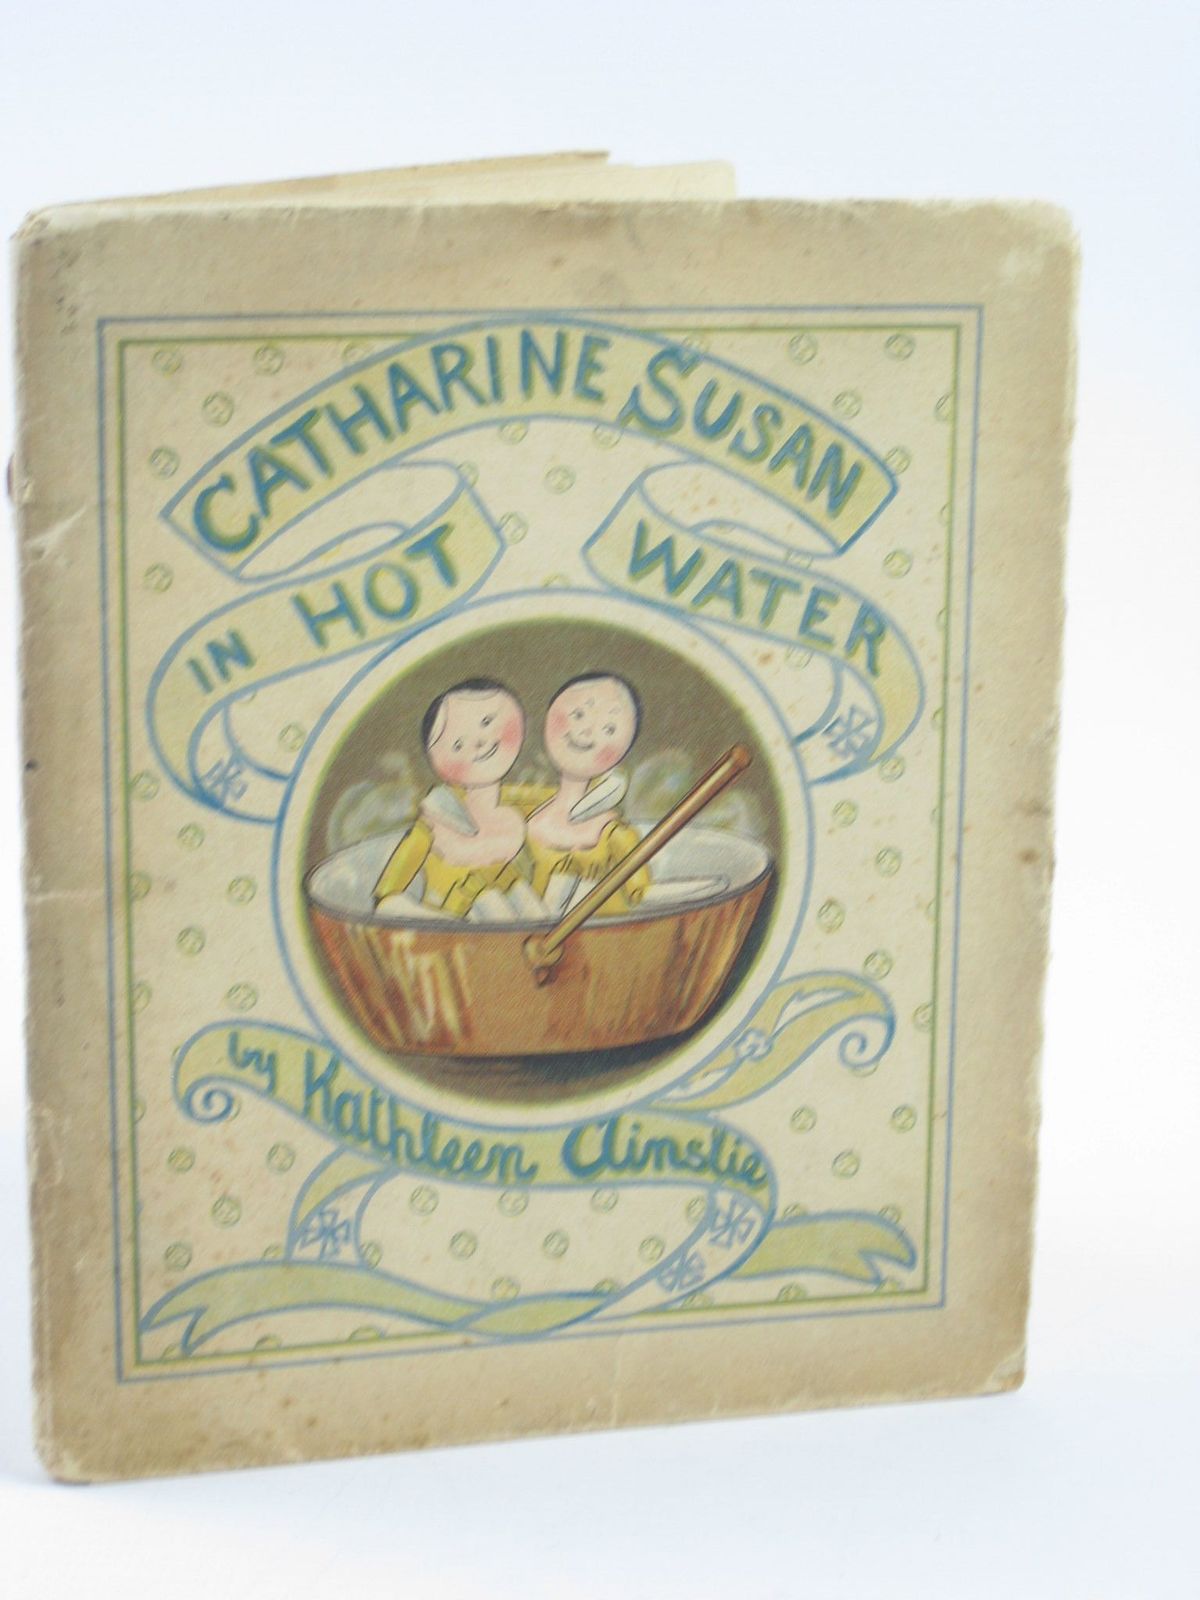 CATHARINE SUSAN
IN HOT WATER
by Kathleen Ainslie